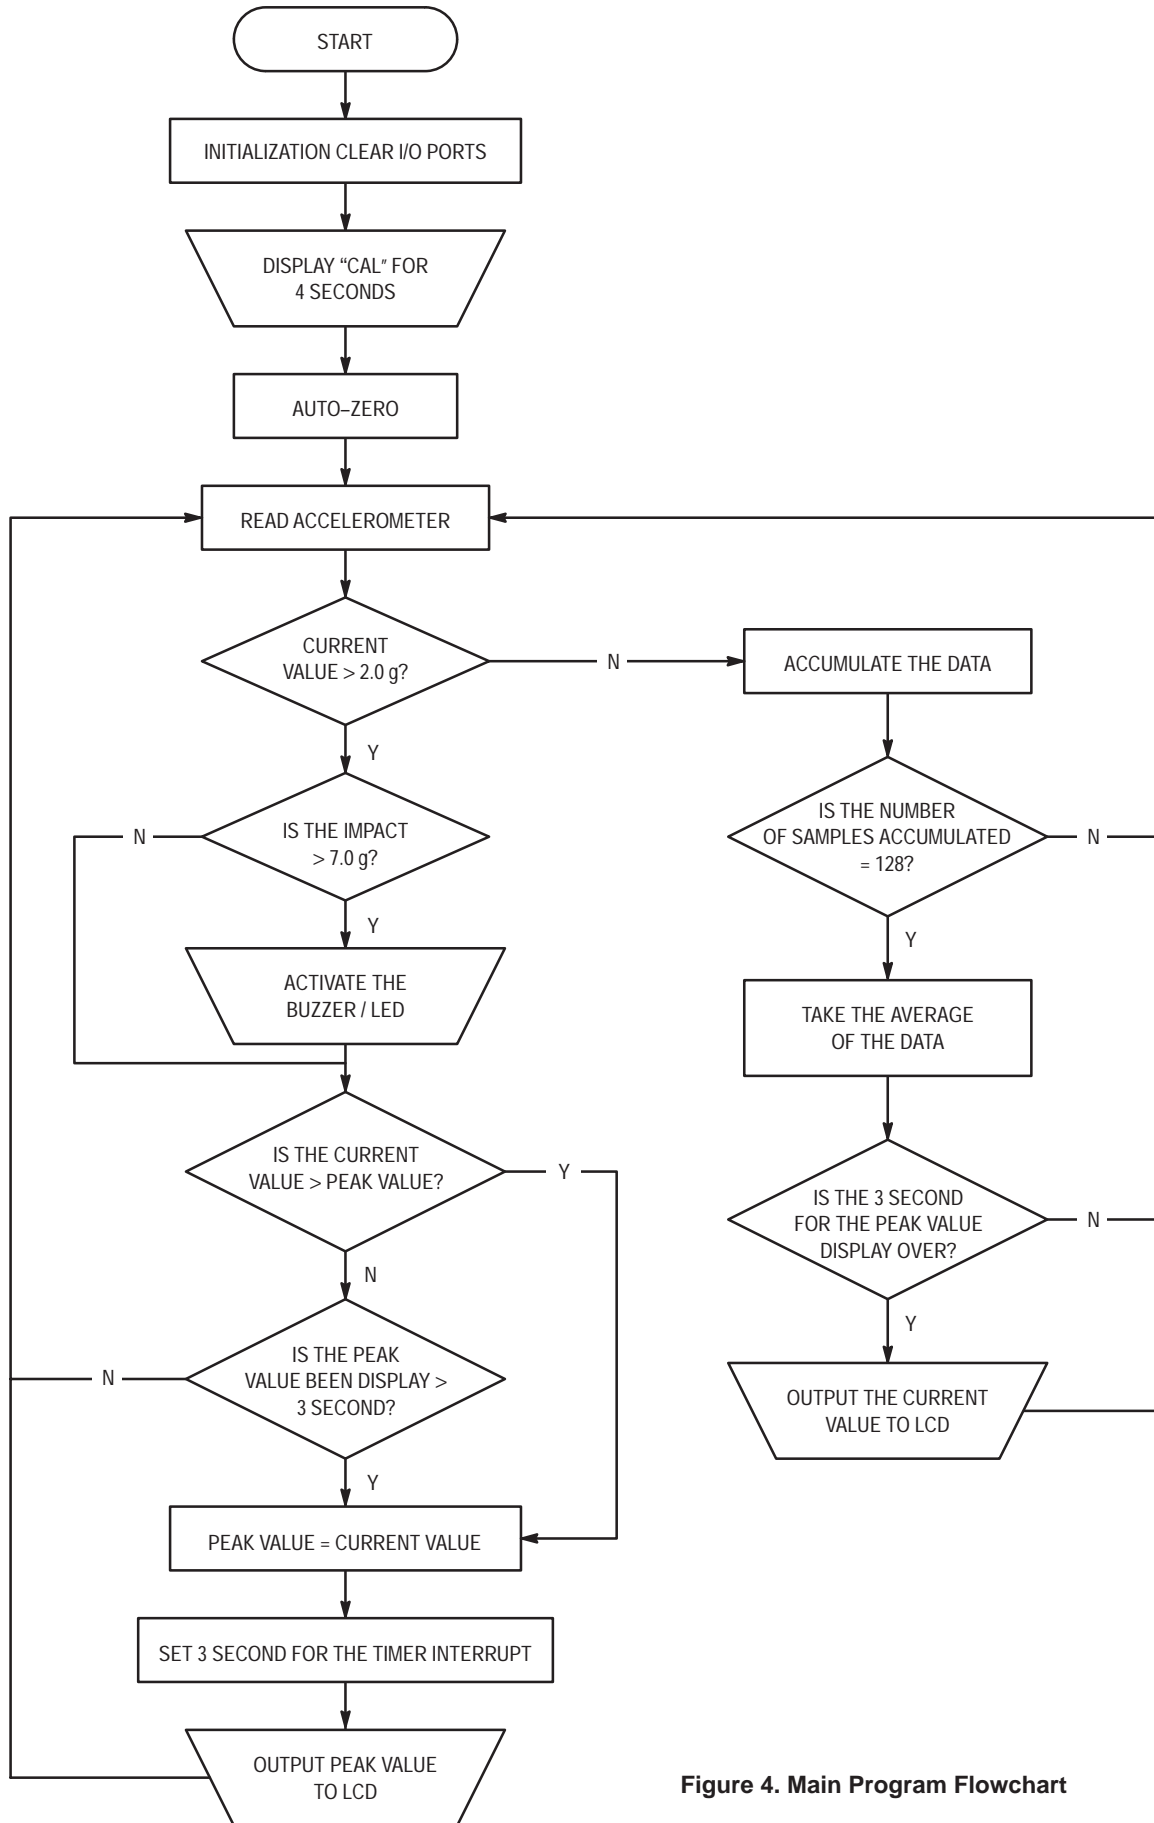 START
INITIALIZATION CLEAR I/O PORTS
DISPLAY “CAL” FOR
4 SECONDS
AUTO–ZERO
READ ACCELEROMETER
CURRENT
VALUE > 2.0 g?
N
Y
IS THE IMPACT
> 7.0 g?
N
Y
ACTIVATE THE
BUZZER / LED
IS THE CURRENT
VALUE > PEAK VALUE?
Y
N
IS THE PEAK
VALUE BEEN DISPLAY >
3 SECOND?
N
Y
PEAK VALUE = CURRENT VALUE
SET 3 SECOND FOR THE TIMER INTERRUPT
OUTPUT PEAK VALUE
TO LCD
ACCUMULATE THE DATA
IS THE NUMBER
OF SAMPLES ACCUMULATED
= 128?
N
Y
TAKE THE AVERAGE
OF THE DATA
IS THE 3 SECOND
FOR THE PEAK VALUE
DISPLAY OVER?
N
Y
OUTPUT THE CURRENT
VALUE TO LCD
Figure 4. Main Program Flowchart